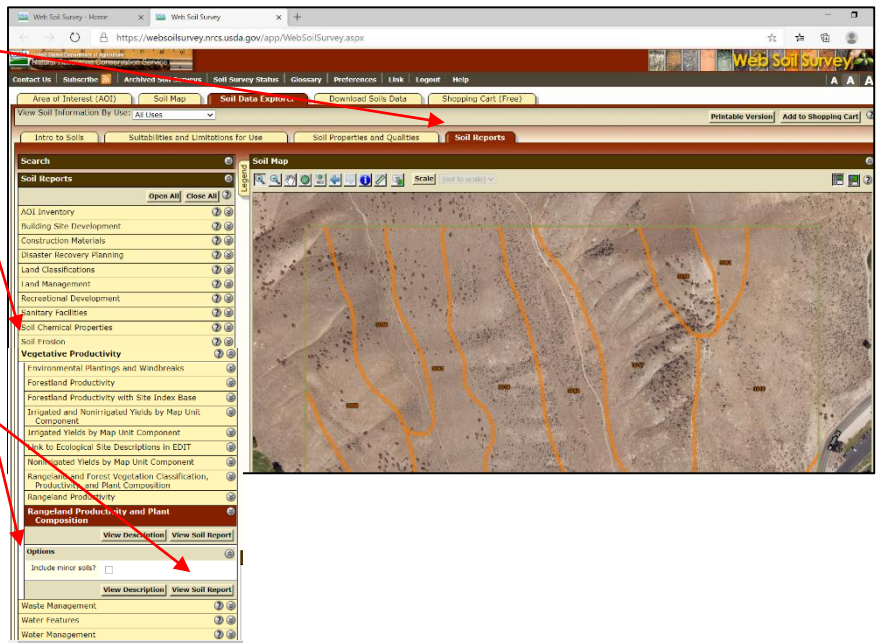 Web Soil Survey - Home × Web Soil Survey × +
https://websoilsurvey.nrcs.usda.gov/app/WebSoilSurvey.aspx
United States Department of Agriculture
Natural Resources Conservation Service
Web Soil Survey
Contact Us | Subscribe | Archived Soil Surveys | Soil Survey Status | Glossary | Preferences | Link | Logout Help
A A A
Area of Interest (AOI) Soil Map Soil Data Explorer Download Soils Data Shopping Cart (Free)
View Soil Information By Use: All Uses Printable Version Add to Shopping Cart
Intro to Soils Suitabilities and Limitations for Use Soil Properties and Qualities Soil Reports
Search
Soil Reports
Open All Close All
AOI Inventory
Building Site Development
Construction Materials
Disaster Recovery Planning
Land Classifications
Land Management
Recreational Development
Sanitary Facilities
Soil Chemical Properties
Soil Erosion
Vegetative Productivity
Environmental Plantings and Windbreaks
Forestland Productivity
Forestland Productivity with Site Index Base
Irrigated and Nonirrigated Yields by Map Unit
Component
Irrigated Yields by Map Unit Component
Link to Ecological Site Descriptions in EDIT
Nonirrigated Yields by Map Unit Component
Rangeland and Forest Vegetation Classification,
Productivity, and Plant Composition
Rangeland Productivity
Rangeland Productivity and Plant
Composition
View Description View Soil Report
Options
Include minor soils?
View Description View Soil Report
Waste Management
Water Features
Water Management
Legend
Soil Map
Scale (not to scale)